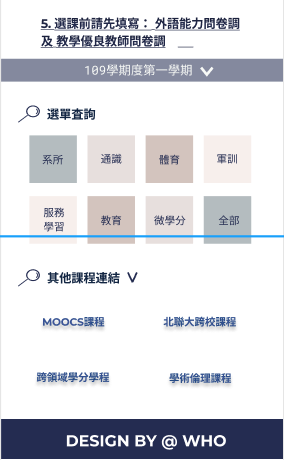 5. 選課前請先填寫： 外語能力問卷調
及 教學優良教師問卷調
109學期度第一學期
選單查詢
系所 通識 體育 軍訓
服務
學習 教育 微學分 全部
其他課程連結
MOOCS課程 北聯大跨校課程
跨領域學分學程 學術倫理課程
DESIGN BY @ WHO